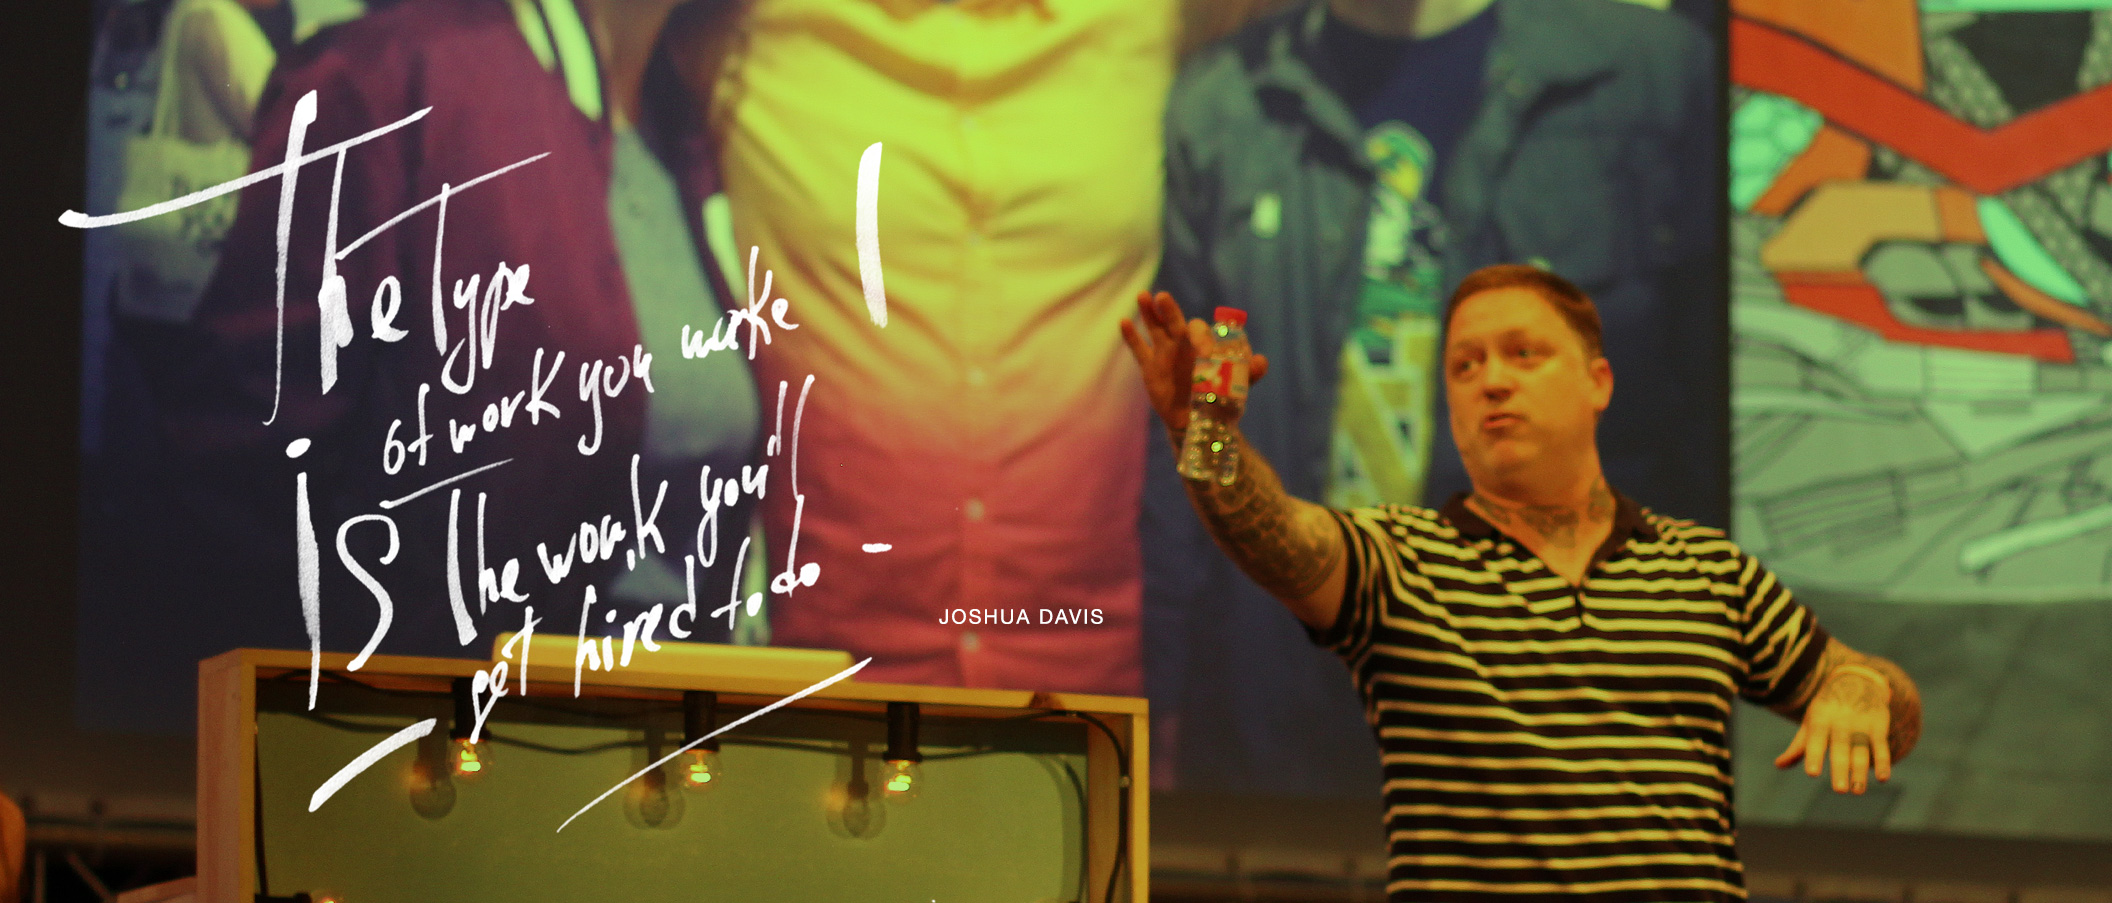 The Type
of work you make
is the work you'll
get hired to do
JOSHUA DAVIS